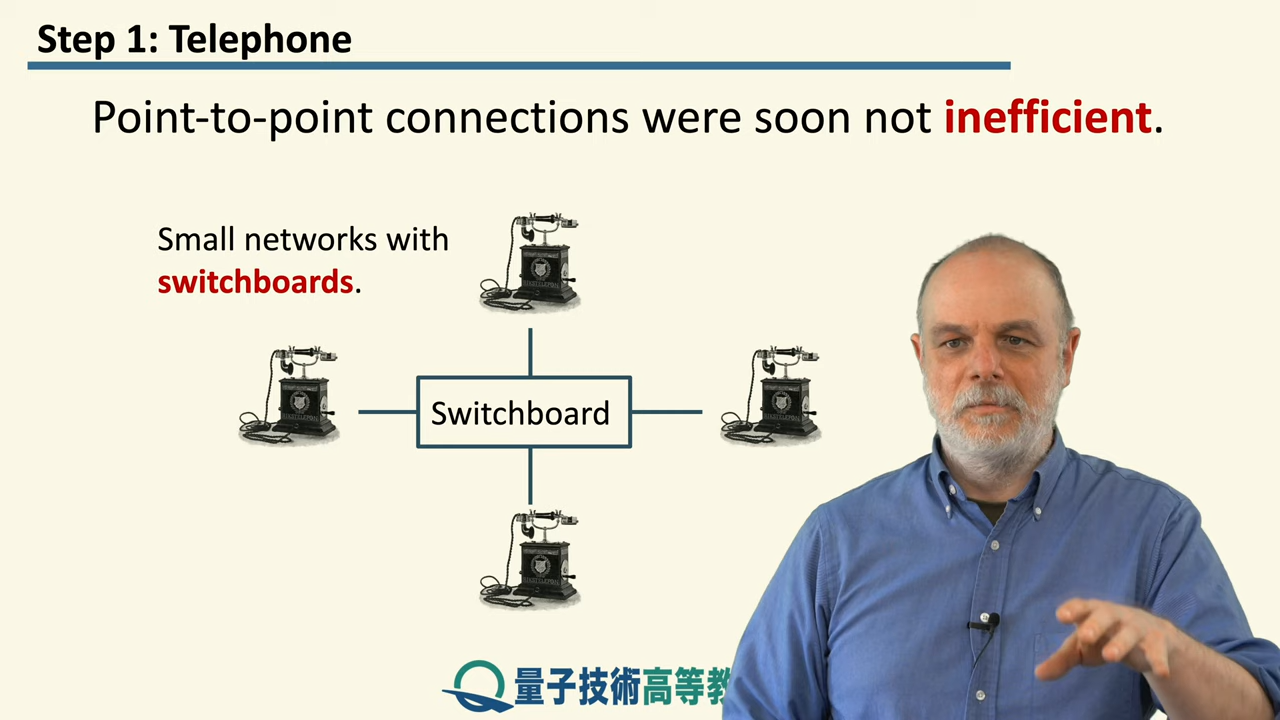 Step 1: Telephone
Point-to-point connections were soon not inefficient.
Small networks with
switchboards.
Switchboard
量子技術高等教